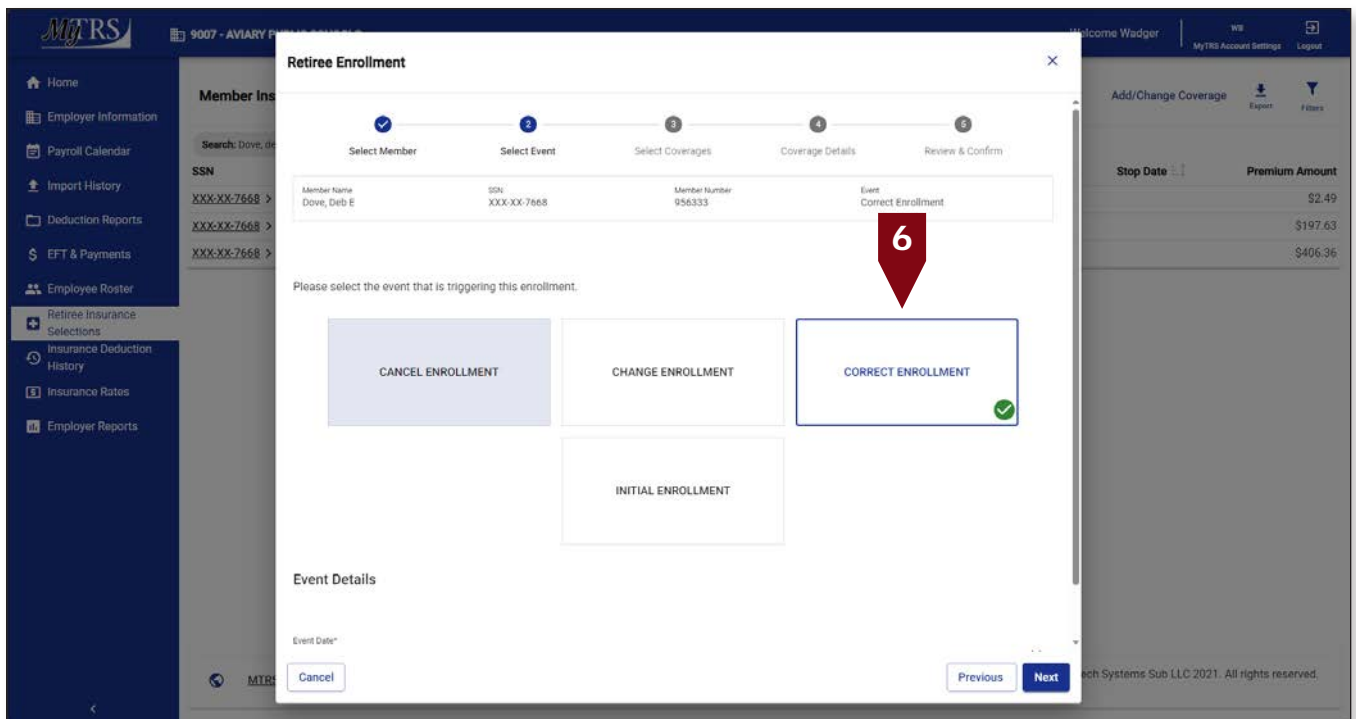 MyTRS
9007 - AVIARY P
Welcome Wadger
WB
MyTRS Account Settings
Logout
Home
Employer Information
Payroll Calendar
Import History
Deduction Reports
$ EFT & Payments
Employee Roster
Retiree Insurance
Selections
Insurance Deduction
History
Insurance Rates
Employer Reports
Member Ins
Add/Change Coverage
Export
Filters
Search: Dove, de
SSN
Stop Date
Premium Amount
XXX-XX-7668 >
$2.49
XXX-XX-7668 >
$197.63
XXX-XX-7668 >
$406.36
Retiree Enrollment
2
3
4
5
Select Member
Select Event
Select Coverages
Coverage Details
Review & Confirm
Member Name
SSN
Member Number
Event
Dove, Deb E
XXX-XX-7668
956333
Correct Enrollment
6
Please select the event that is triggering this enrollment.
CANCEL ENROLLMENT
CHANGE ENROLLMENT
CORRECT ENROLLMENT
INITIAL ENROLLMENT
Event Details
Event Date*
Cancel
Previous
Next
MTRS
ech Systems Sub LLC 2021. All rights reserved.